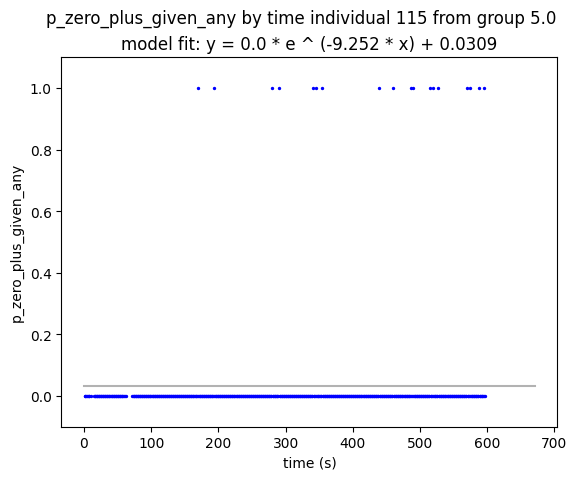 p_zero_plus_given_any by time individual 115 from group 5.0
model fit: y = 0.0 * e ^ (-9.252 * x) + 0.0309
1.0
0.8
0.6
0.4
0.2
0.0
p_zero_plus_given_any
0 100 200 300 400 500 600 700
time (s)